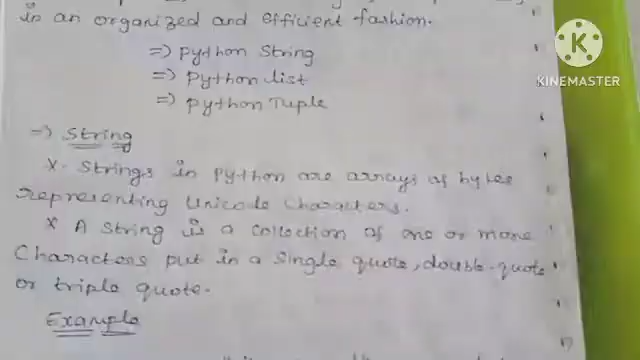 in an organized and efficient fashion.
=> Python String
=> Python list
=> Python Tuple
=> String
x. Strings in Python are arrays of bytes
representing Unicode characters.
x A string is a collection of one or more
Characters put in a single quote, double-quote
or triple quote.
Example
K
KINEMASTER